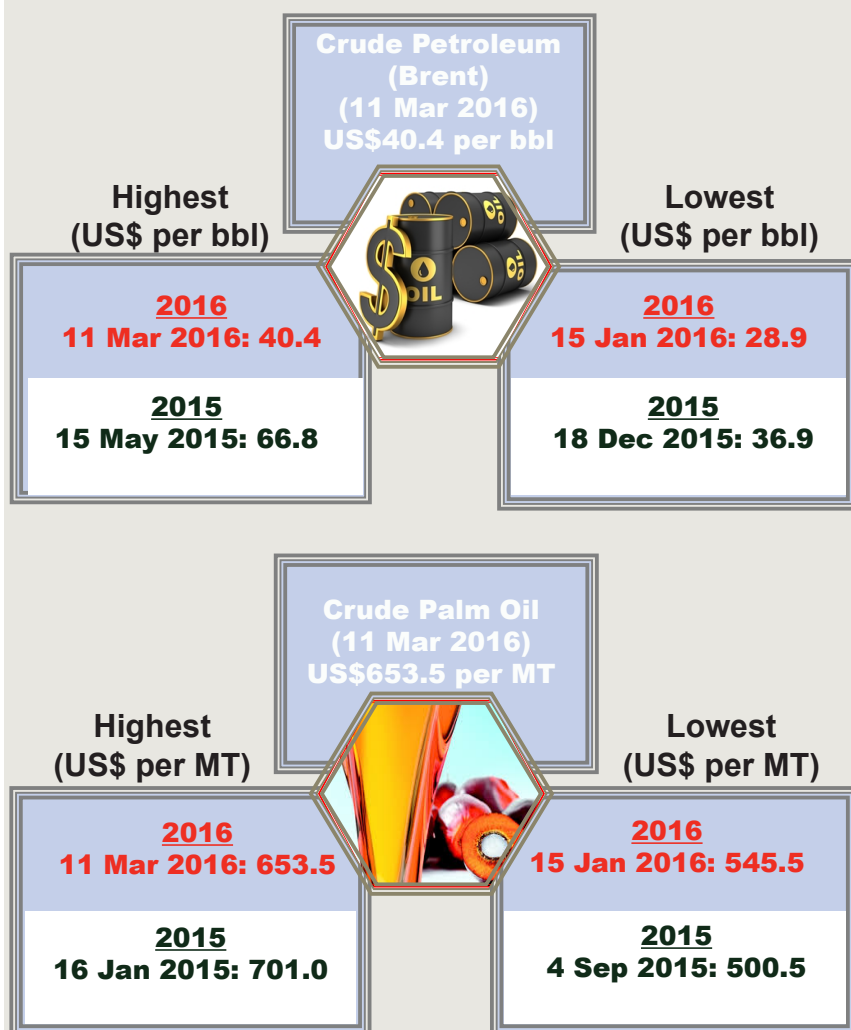 Crude Petroleum
(Brent)
(11 Mar 2016)
US$40.4 per bbl
Highest
(US$ per bbl)
Lowest
(US$ per bbl)
OIL
OIL
OIL
2016
11 Mar 2016: 40.4
2015
15 May 2015: 66.8
2016
15 Jan 2016: 28.9
2015
18 Dec 2015: 36.9
Crude Palm Oil
(11 Mar 2016)
US$653.5 per MT
Highest
(US$ per MT)
Lowest
(US$ per MT)
2016
11 Mar 2016: 653.5
2015
16 Jan 2015: 701.0
2016
15 Jan 2016: 545.5
2015
4 Sep 2015: 500.5